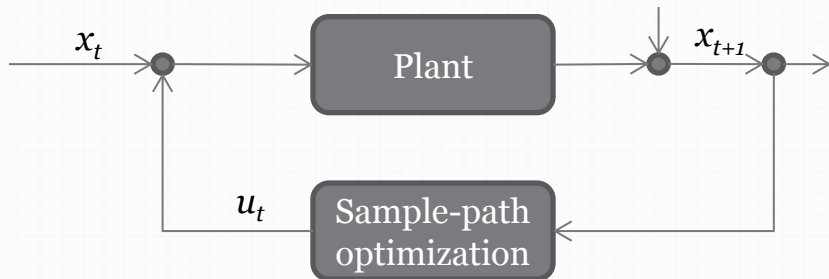 x_t
Plant
x_{t+1}
u_t
Sample-path
optimization